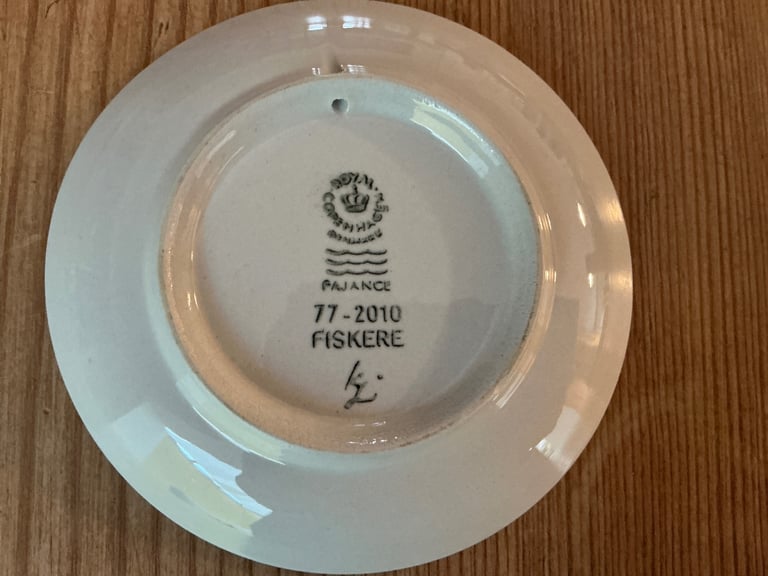 ROYAL COPENHAGEN
DENMARK
FAJANCE
77-2010
FISKERE